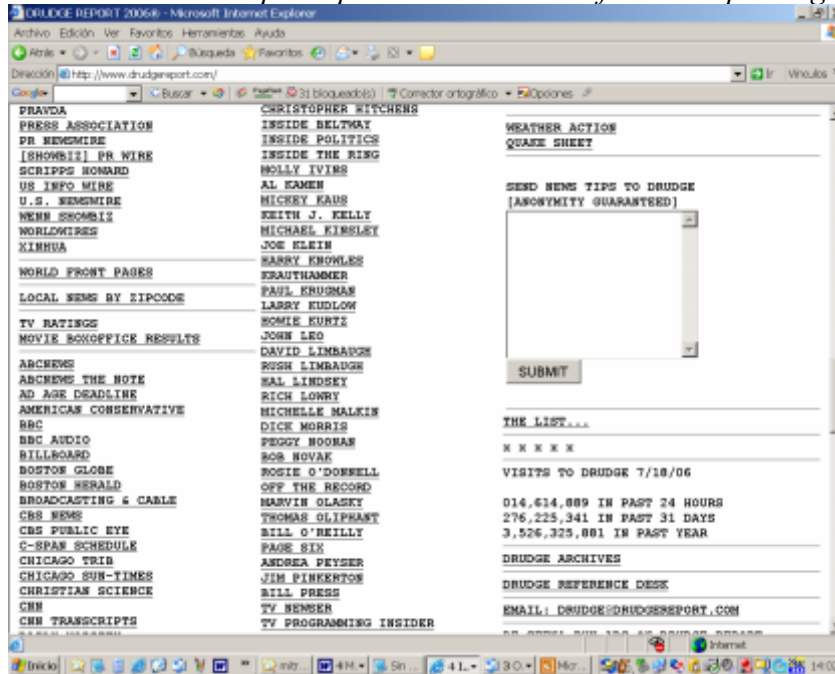 DRUDGE REPORT 2006® - Microsoft Internet Explorer
Archivo Edición Ver Favoritos Herramientas Ayuda
Atrás Búsqueda Favoritos
Dirección http://www.drudgereport.com/ Ir Vínculos
Google Buscar 31 bloqueado(s) Corrector ortográfico Opciones
PRAVDA
PRESS ASSOCIATION
PR NEWSWIRE
[SHOWBIZ] PR WIRE
SCRIPPS HOWARD
US INFO WIRE
U.S. NEWSWIRE
WENN SHOWBIZ
WORLDWIRES
XINHUA
WORLD FRONT PAGES
LOCAL NEWS BY ZIPCODE
TV RATINGS
MOVIE BOXOFFICE RESULTS
ABCNEWS
ABCNEWS THE NOTE
AD AGE DEADLINE
AMERICAN CONSERVATIVE
BBC
BBC AUDIO
BILLBOARD
BOSTON GLOBE
BOSTON HERALD
BROADCASTING & CABLE
CBS NEWS
CBS PUBLIC EYE
C-SPAN SCHEDULE
CHICAGO TRIB
CHICAGO SUN-TIMES
CHRISTIAN SCIENCE
CNN
CNN TRANSCRIPTS
CHRISTOPHER HITCHENS
INSIDE BELTWAY
INSIDE POLITICS
INSIDE THE RING
MOLLY IVINS
AL KAMEN
MICKEY KAUS
KEITH J. KELLY
MICHAEL KINSLEY
JOE KLEIN
HARRY KNOWLES
KRAUTHAMMER
PAUL KRUGMAN
LARRY KUDLOW
HOWIE KURTZ
JOHN LEO
DAVID LIMBAUGH
RUSH LIMBAUGH
HAL LINDSEY
RICH LOWRY
MICHELLE MALKIN
DICK MORRIS
PEGGY NOONAN
BOB NOVAK
ROSIE O'DONNELL
OFF THE RECORD
MARVIN OLASKY
THOMAS OLIPHANT
BILL O'REILLY
PAGE SIX
ANDREA PEYSER
JIM PINKERTON
BILL PRESS
TV NEWSER
TV PROGRAMMING INSIDER
WEATHER ACTION
QUAKE SHEET
SEND NEWS TIPS TO DRUDGE
[ANONYMITY GUARANTEED]
SUBMIT
THE LIST...
X X X X X
VISITS TO DRUDGE 7/18/06
014,614,889 IN PAST 24 HOURS
276,225,341 IN PAST 31 DAYS
3,526,325,881 IN PAST YEAR
DRUDGE ARCHIVES
DRUDGE REFERENCE DESK
EMAIL: DRUDGE@DRUDGEREPORT.COM
Internet
Inicio 14:02